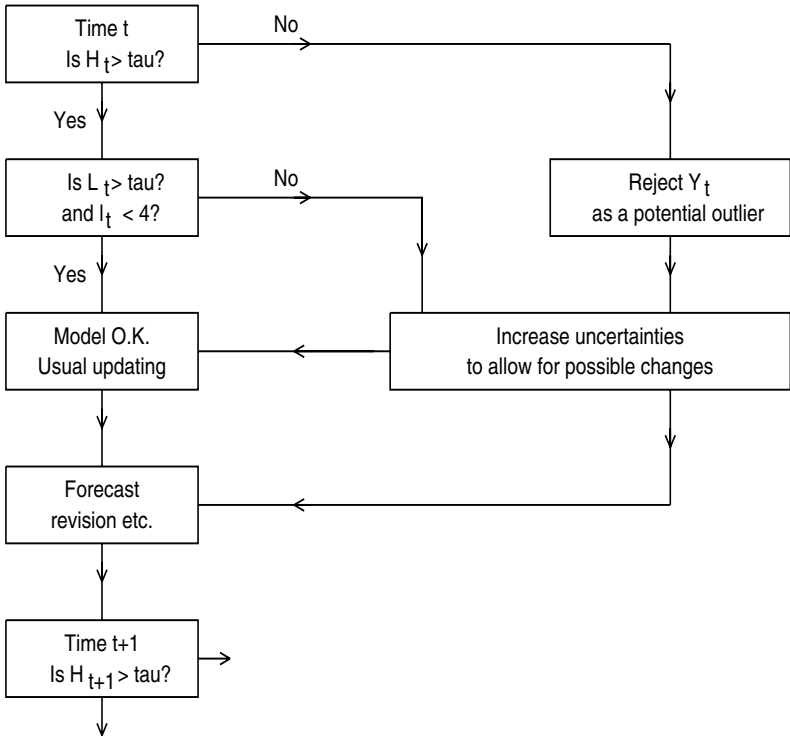 Time t
Is H t > tau?
No
Yes
Is L t > tau?
and I t < 4?
No
Reject Y t
as a potential outlier
Yes
Model O.K.
Usual updating
Increase uncertainties
to allow for possible changes
Forecast
revision etc.
Time t+1
Is H t+1 > tau?